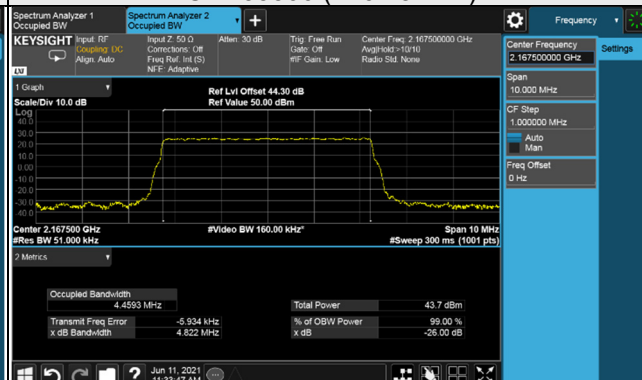 Spectrum Analyzer 1
Occupied BW
Spectrum Analyzer 2
Occupied BW
Frequency
KEYSIGHT
Input: RF
Coupling: DC
Align: Auto
Input Z: 50 Ω
Corrections: Off
Freq Ref: Int (S)
NFE: Adaptive
Atten: 30 dB
Trig: Free Run
Gate: Off
#IF Gain: Low
Center Freq: 2.167500000 GHz
Avg|Hold:>10/10
Radio Std: None
Center Frequency
2.167500000 GHz
Settings
Span
10.000 MHz
CF Step
1.000000 MHz
Auto
Man
Freq Offset
0 Hz
1 Graph
Scale/Div 10.0 dB
Ref Lvl Offset 44.30 dB
Ref Value 50.00 dBm
Log
40.0
30.0
20.0
10.0
0.00
-10.0
-20.0
-30.0
-40.0
Center 2.167500 GHz
#Res BW 51.000 kHz
#Video BW 160.00 kHz*
Span 10 MHz
#Sweep 300 ms (1001 pts)
2 Metrics
Occupied Bandwidth
4.4593 MHz
Total Power 43.7 dBm
Transmit Freq Error -5.934 kHz
% of OBW Power 99.00 %
x dB Bandwidth 4.822 MHz
x dB -26.00 dB
Jun 11, 2021